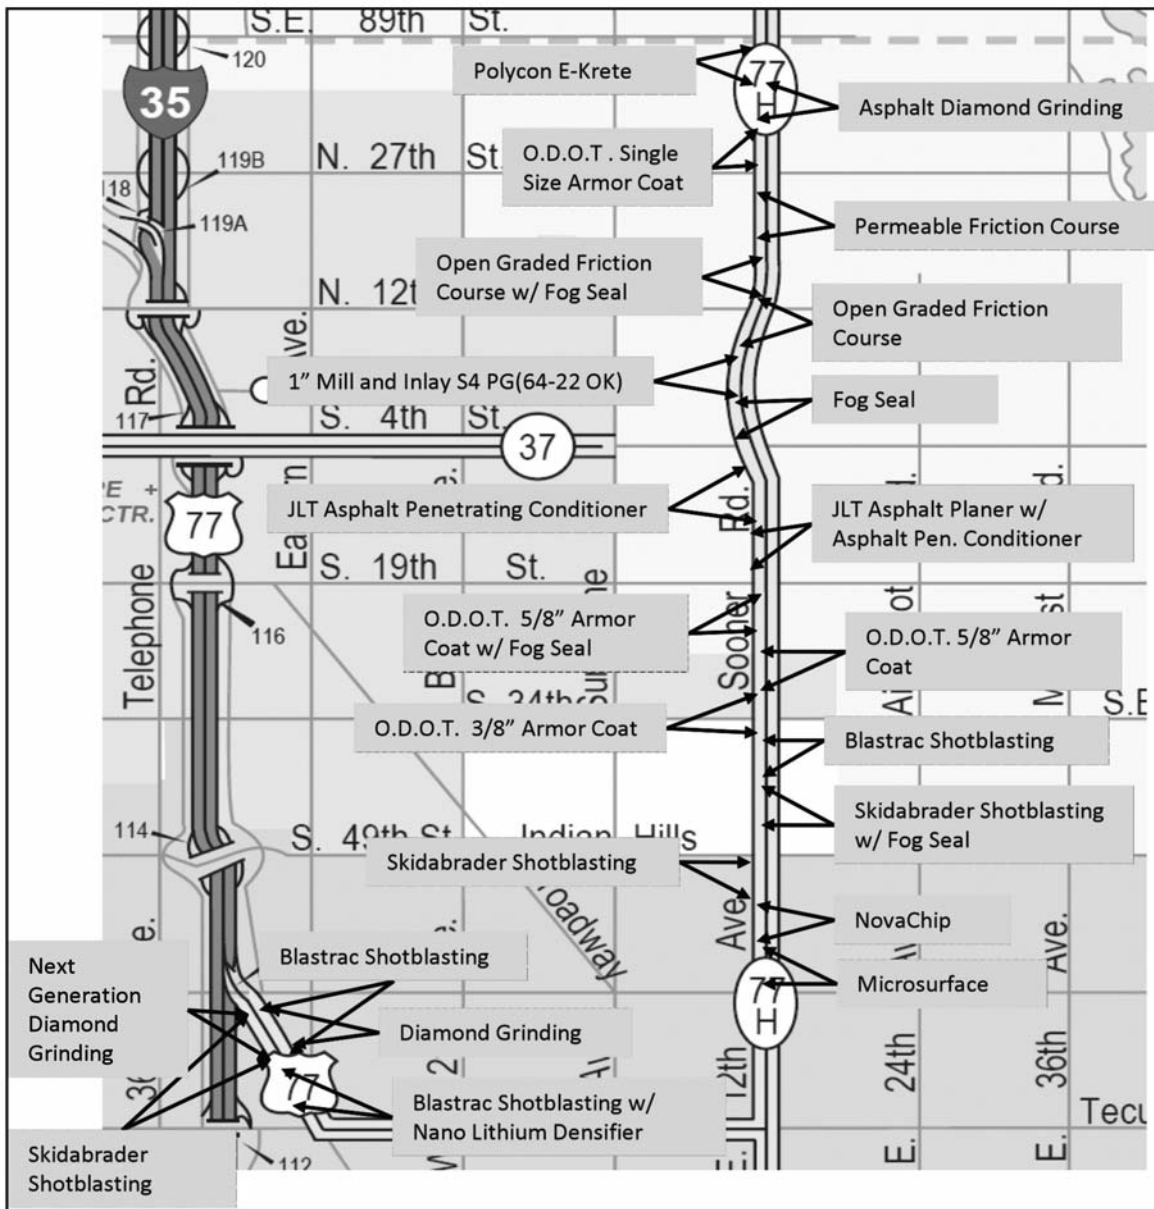 S.E. 89th St.
120
Polycon E-Krete
77
H
35
Asphalt Diamond Grinding
N. 27th St.
119B
O.D.O.T . Single
Size Armor Coat
118
119A
Permeable Friction Course
Open Graded Friction
Course w/ Fog Seal
N. 12t
Open Graded Friction
Course
Rd.
Ave.
1” Mill and Inlay S4 PG(64-22 OK)
Fog Seal
117
S. 4th St.
37
CTR.
77
JLT Asphalt Penetrating Conditioner
Rd.
JLT Asphalt Planer w/
Asphalt Pen. Conditioner
S. 19th St.
Telephone
116
O.D.O.T. 5/8” Armor
Coat w/ Fog Seal
Sooner
O.D.O.T. 5/8” Armor
Coat
S. 34th
S.E
O.D.O.T. 3/8” Armor Coat
Blastrac Shotblasting
114
S. 49th St. Indian Hills
Skidabrader Shotblasting
w/ Fog Seal
Skidabrader Shotblasting
roadway
Ave.
NovaChip
Ave.
Next
Generation
Diamond
Grinding
Blastrac Shotblasting
77
H
Microsurface
Diamond Grinding
12th
24th
36th
77
Blastrac Shotblasting w/
Nano Lithium Densifier
Tecu
Skidabrader
Shotblasting
112
E.
E.
E.